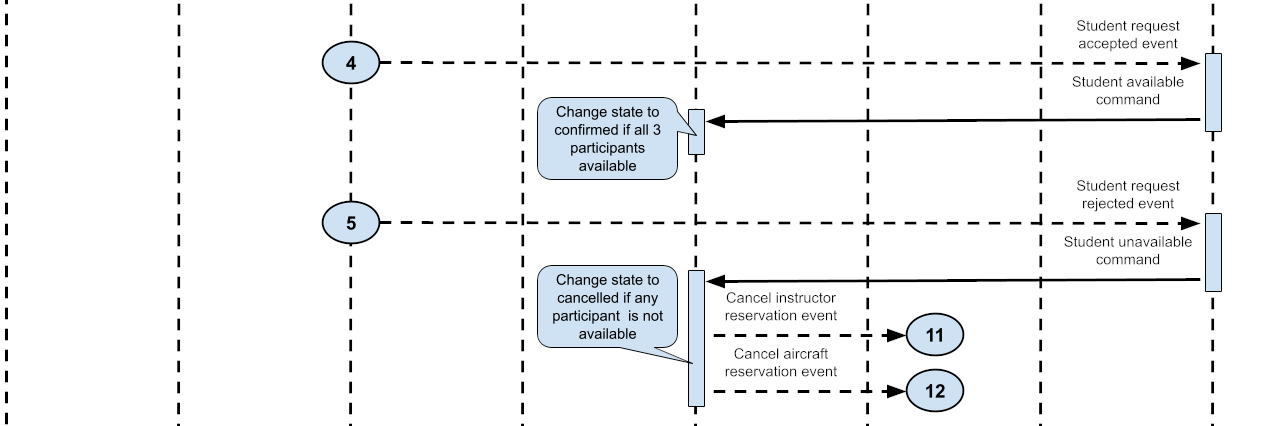 Student request
accepted event
4
Student available
command
Change state to
confirmed if all 3
participants
available
Student request
rejected event
5
Student unavailable
command
Change state to
cancelled if any
participant is not
available
Cancel instructor
reservation event
11
Cancel aircraft
reservation event
12